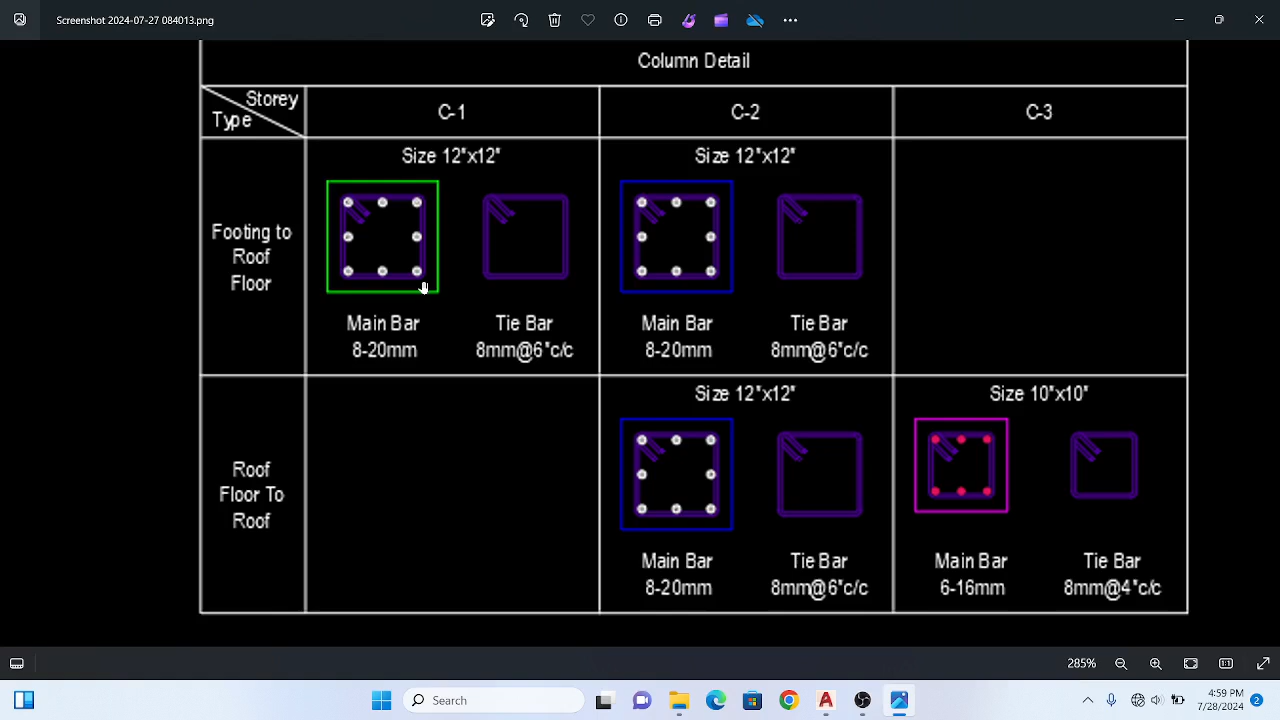 Screenshot 2024-07-27 084013.png
Column Detail
Storey
Type
C-1
C-2
C-3
Size 12"x12"
Size 12"x12"
Footing to
Roof
Floor
Main Bar
8-20mm
Tie Bar
8mm@6"c/c
Main Bar
8-20mm
Tie Bar
8mm@6"c/c
Size 12"x12"
Size 10"x10"
Roof
Floor To
Roof
Main Bar
8-20mm
Tie Bar
8mm@6"c/c
Main Bar
6-16mm
Tie Bar
8mm@4"c/c
285%
Search
4:59 PM
7/28/2024
2